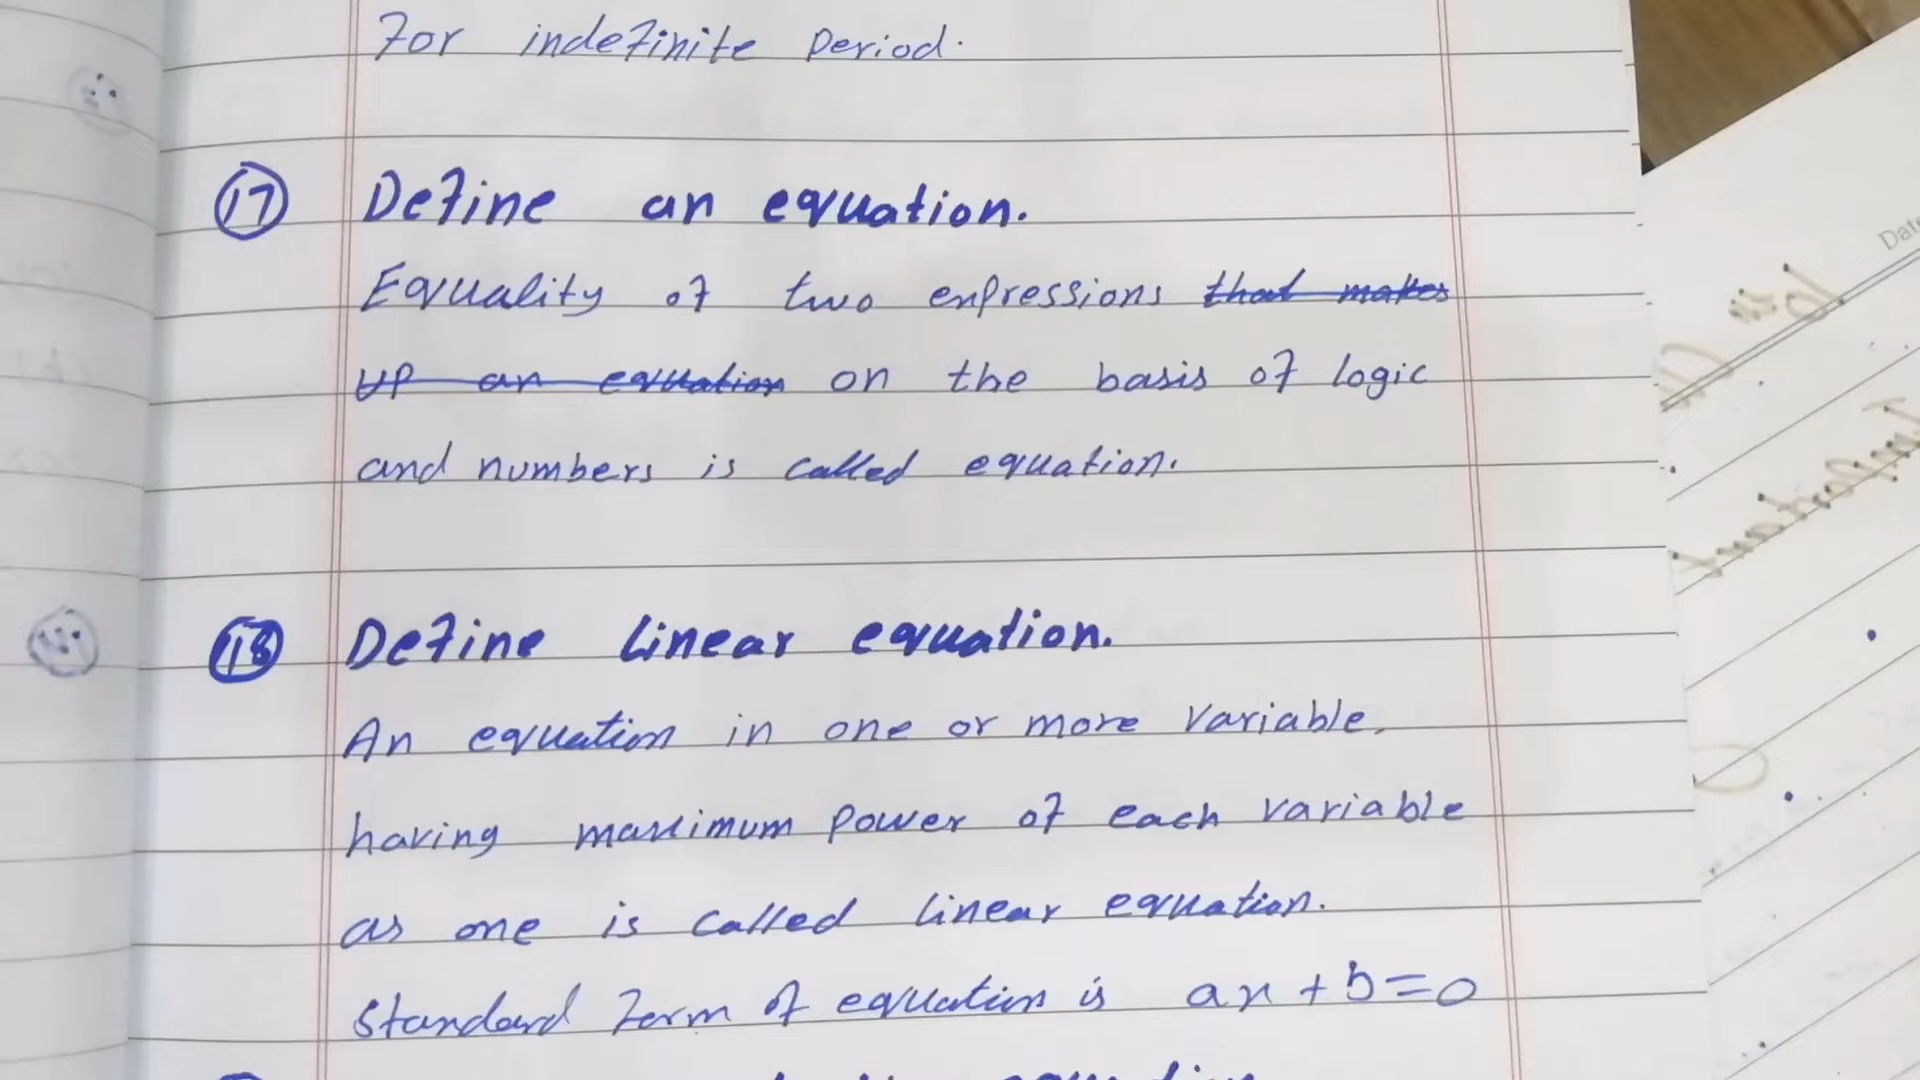 for indefinite period.
17 Define an equation.
Equality of two expressions that makes
up an equation on the basis of logic
and numbers is called equation.
18 Define linear equation.
An equation in one or more variable.
having maximum power of each variable
as one is called linear equation.
standard form of equation is ax + b = 0
equation
Date